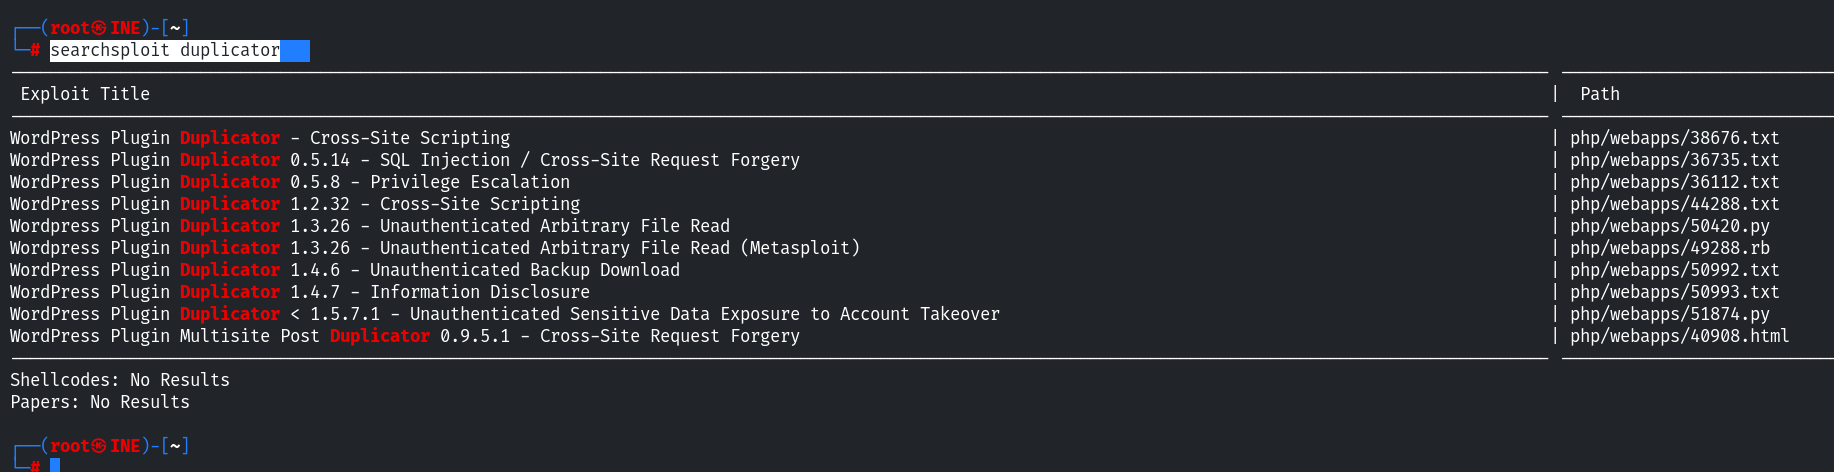 ┌──(root㉿INE)-[~]
└─# searchsploit duplicator
Exploit Title | Path
WordPress Plugin Duplicator - Cross-Site Scripting | php/webapps/38676.txt
WordPress Plugin Duplicator 0.5.14 - SQL Injection / Cross-Site Request Forgery | php/webapps/36735.txt
WordPress Plugin Duplicator 0.5.8 - Privilege Escalation | php/webapps/36112.txt
WordPress Plugin Duplicator 1.2.32 - Cross-Site Scripting | php/webapps/44288.txt
WordPress Plugin Duplicator 1.3.26 - Unauthenticated Arbitrary File Read | php/webapps/50420.py
Wordpress Plugin Duplicator 1.3.26 - Unauthenticated Arbitrary File Read (Metasploit) | php/webapps/49288.rb
WordPress Plugin Duplicator 1.4.6 - Unauthenticated Backup Download | php/webapps/50992.txt
WordPress Plugin Duplicator 1.4.7 - Information Disclosure | php/webapps/50993.txt
WordPress Plugin Duplicator < 1.5.7.1 - Unauthenticated Sensitive Data Exposure to Account Takeover | php/webapps/51874.py
WordPress Plugin Multisite Post Duplicator 0.9.5.1 - Cross-Site Request Forgery | php/webapps/40908.html
Shellcodes: No Results
Papers: No Results
┌──(root㉿INE)-[~]
└─#